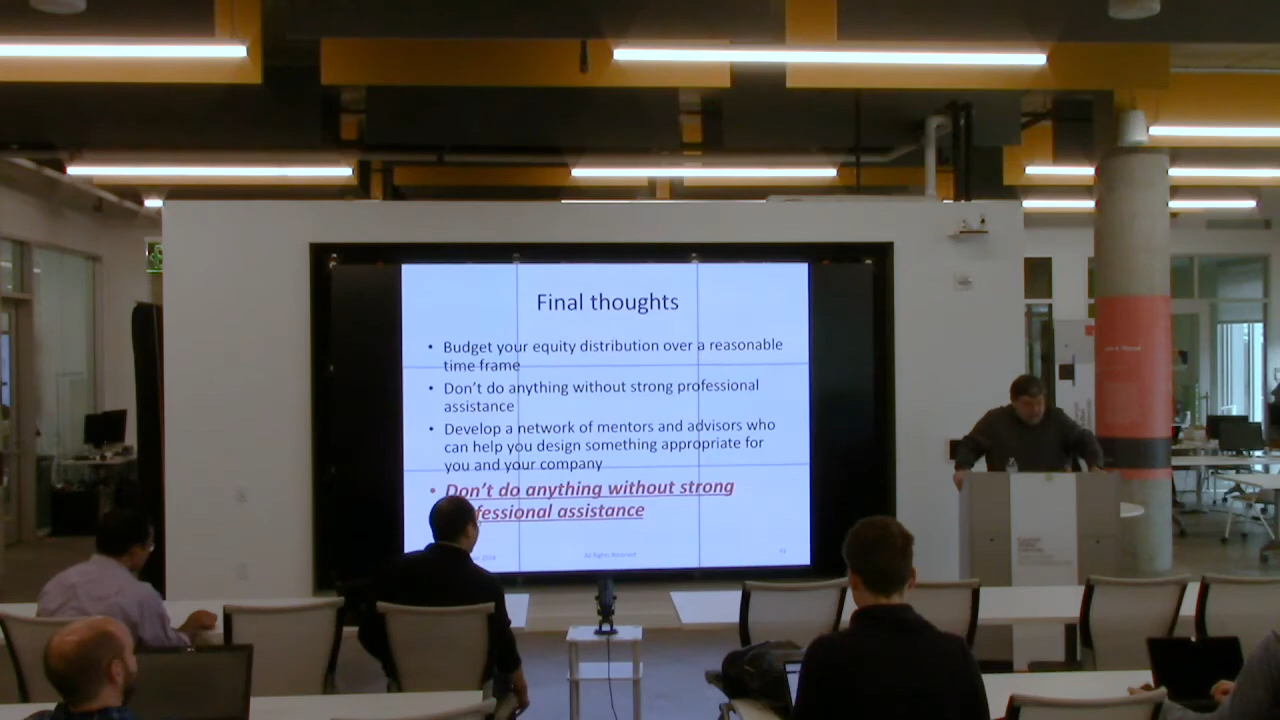 Final thoughts
• Budget your equity distribution over a reasonable
time frame
• Don't do anything without strong professional
assistance
• Develop a network of mentors and advisors who
can help you design something appropriate for
you and your company
• Don't do anything without strong
fessional assistance
All Rights Reserved